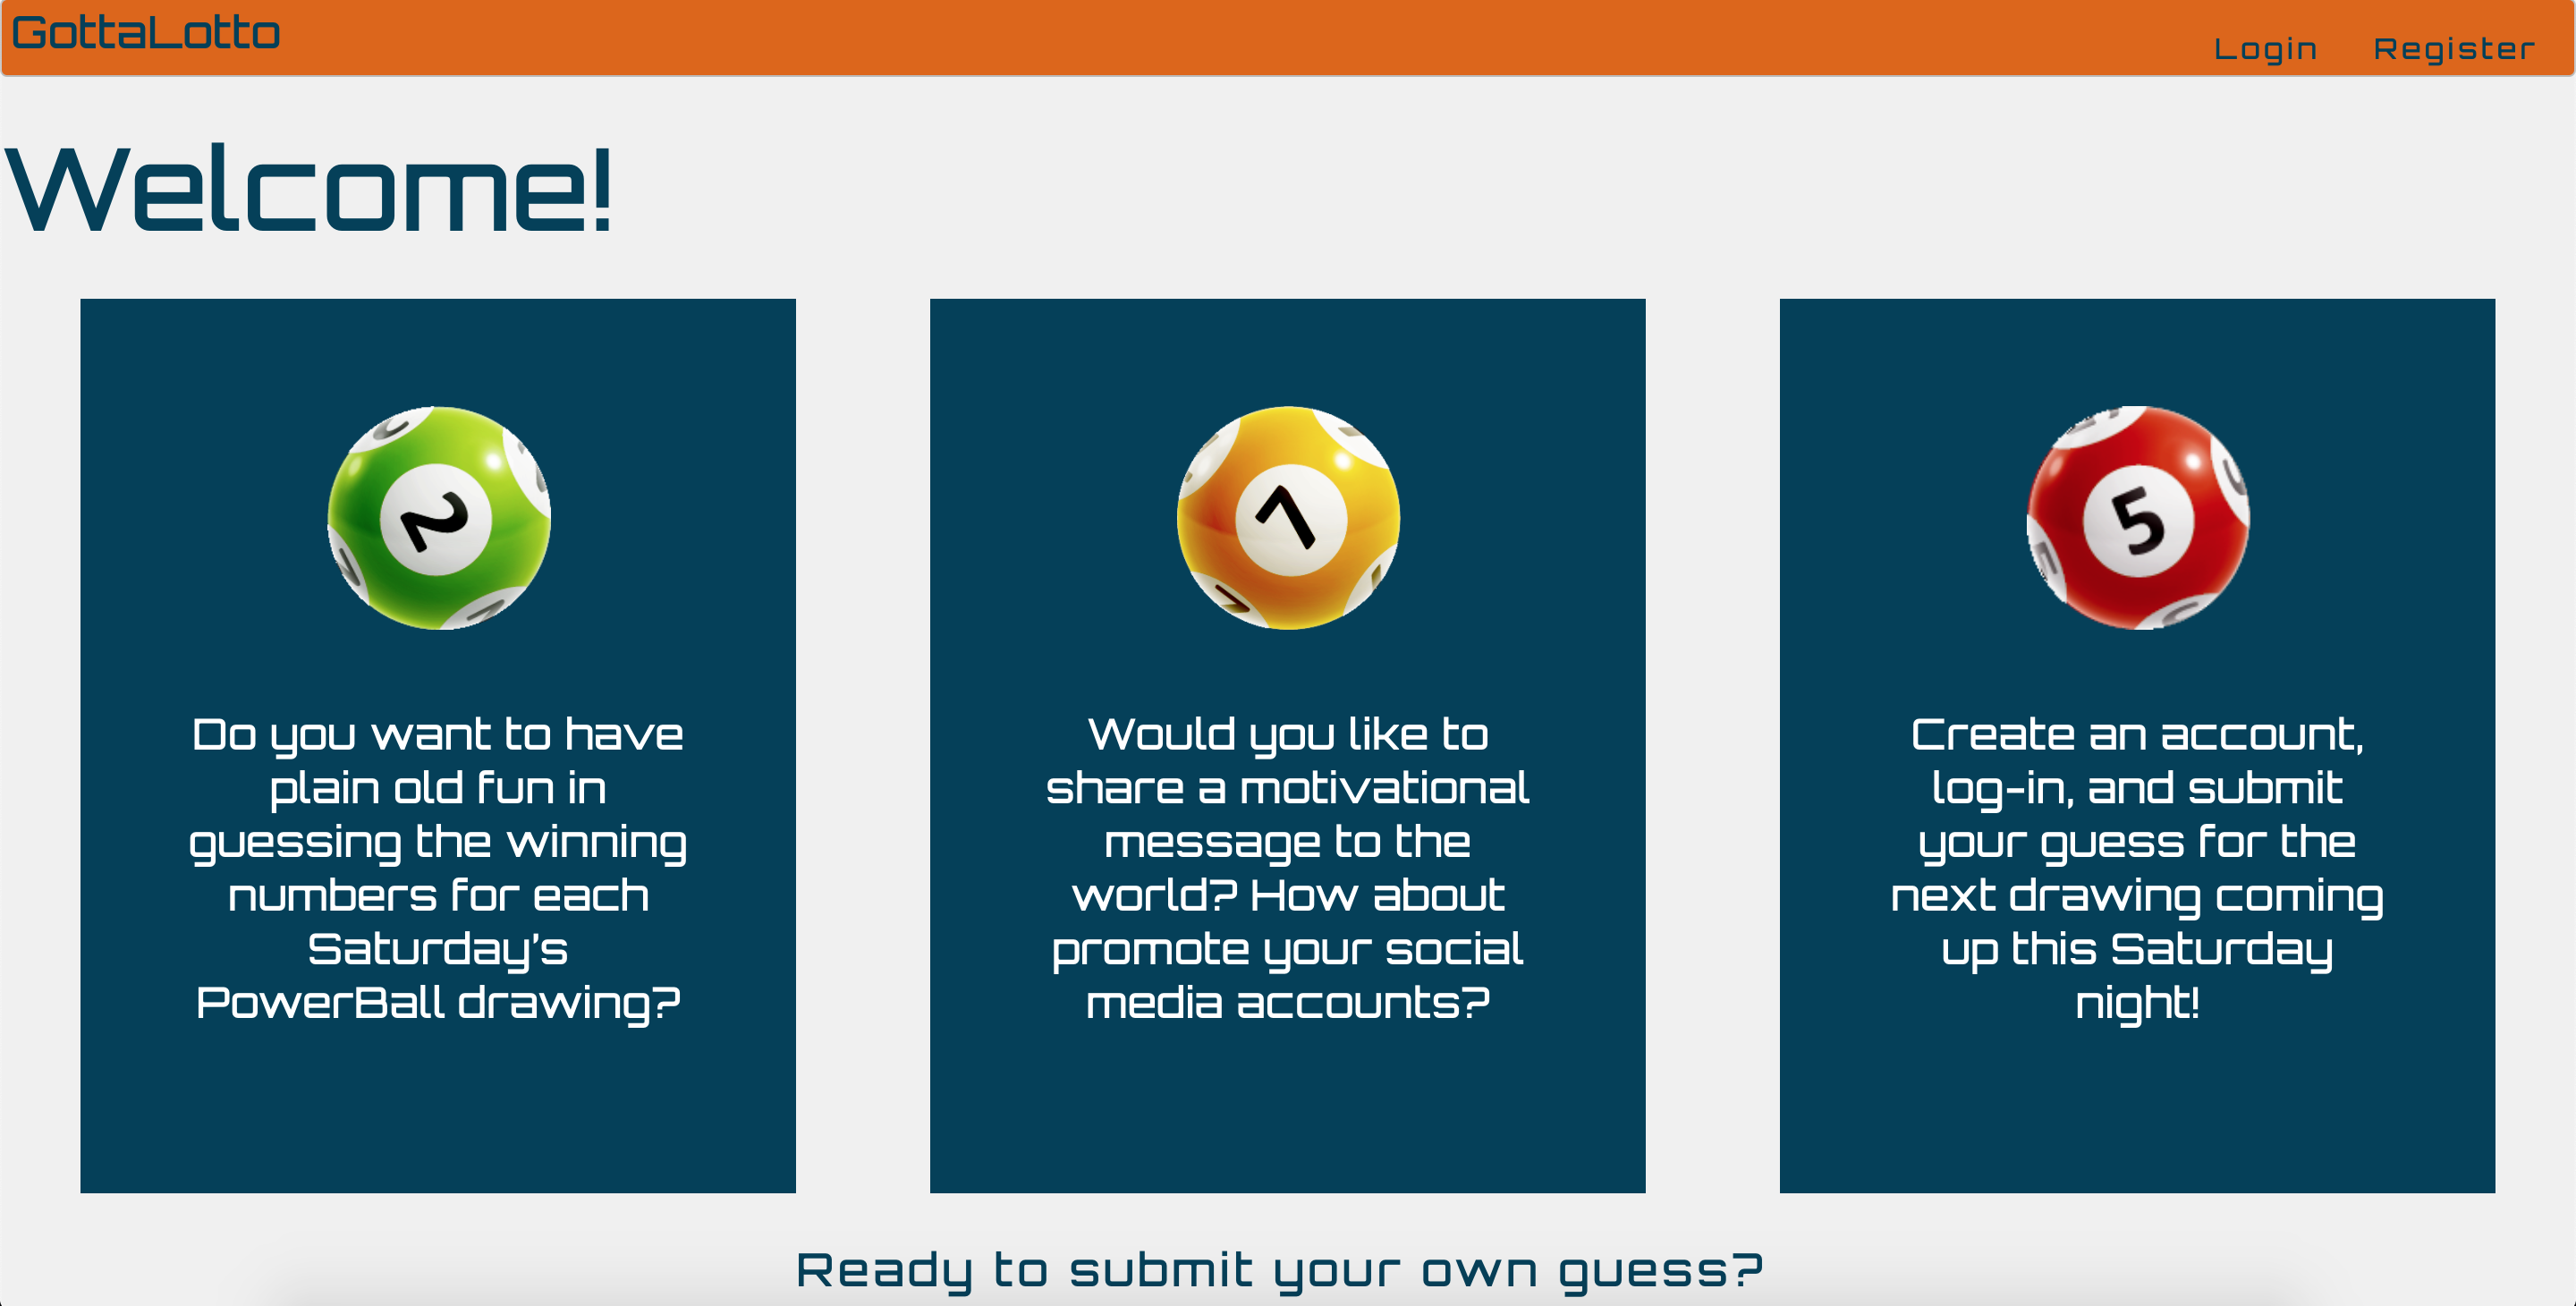 GottaLotto
Login
Register
Welcome!
2
7
5
Do you want to have
plain old fun in
guessing the winning
numbers for each
Saturday's
PowerBall drawing?
Would you like to
share a motivational
message to the
world? How about
promote your social
media accounts?
Create an account,
log-in, and submit
your guess for the
next drawing coming
up this Saturday
night!
Ready to submit your own guess?